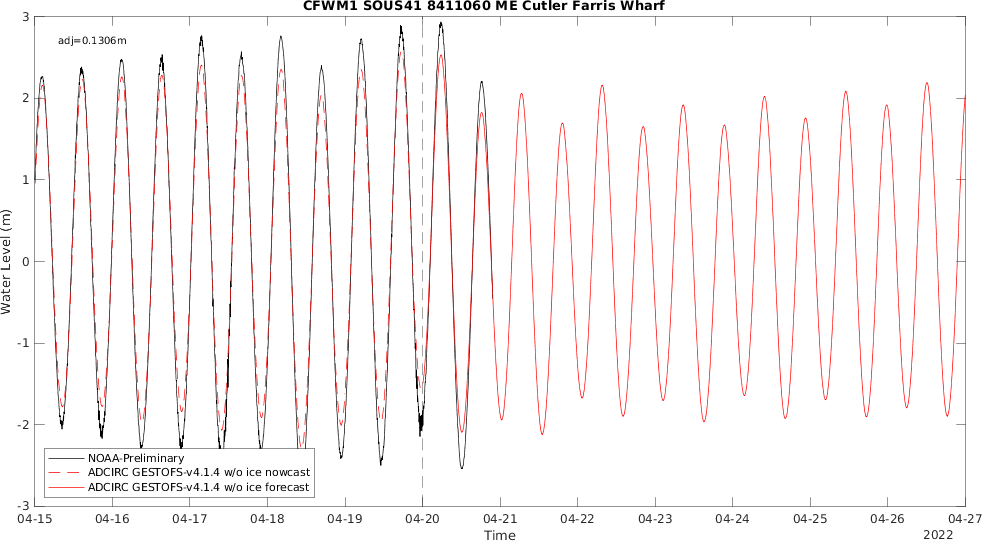 CFWM1 SOUS41 8411060 ME Cutler Farris Wharf
adj=0.1306m
3
2
1
0
-1
-2
-3
Water Level (m)
NOAA-Preliminary
ADCIRC GESTOFS-v4.1.4 w/o ice nowcast
ADCIRC GESTOFS-v4.1.4 w/o ice forecast
04-15 04-16 04-17 04-18 04-19 04-20 04-21 04-22 04-23 04-24 04-25 04-26 04-27
Time
2022